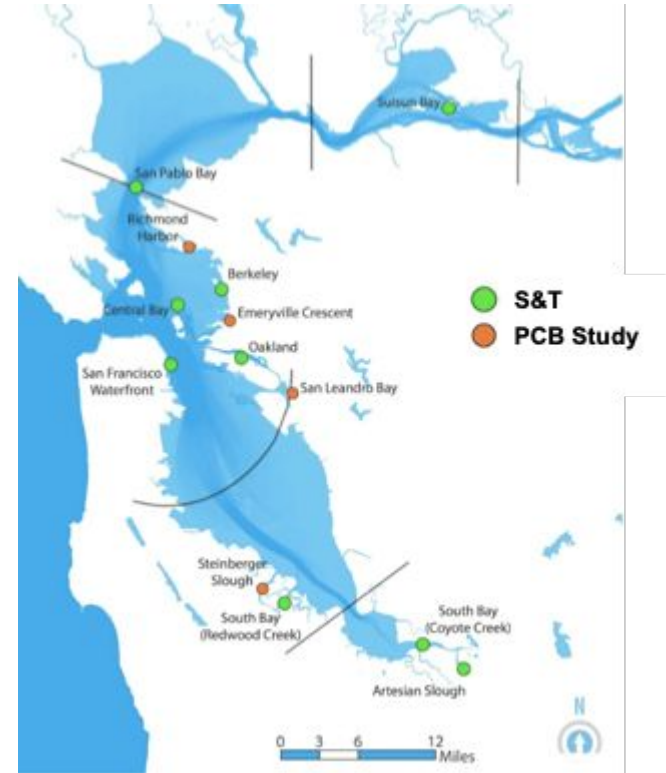 Suisun Bay
San Pablo Bay
Richmond
Harbor
Berkeley
Central Bay
Emeryville Crescent
Oakland
San Francisco
Waterfront
San Leandro Bay
S&T
PCB Study
Steinberger
Slough
South Bay
(Redwood Creek)
South Bay
(Coyote Creek)
Artesian Slough
N
0 3 6 12
Miles